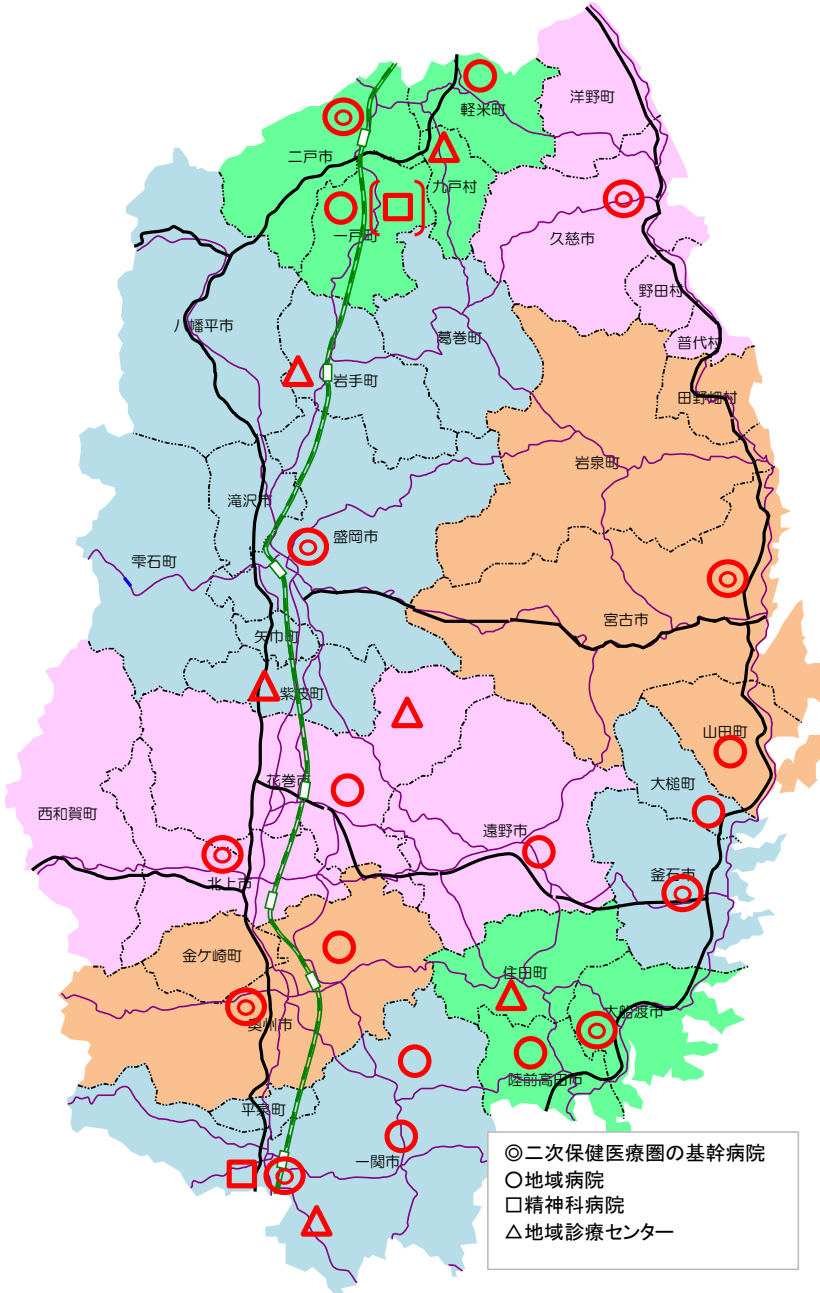 洋野町
軽米町
二戸市
九戸村
一戸町
久慈市
野田村
普代村
八幡平市
葛巻町
岩手町
田野畑村
岩泉町
滝沢市
盛岡市
雫石町
宮古市
矢巾町
紫波町
山田町
大槌町
花巻市
西和賀町
遠野市
釜石市
北上市
金ケ崎町
住田町
大船渡市
奥州市
陸前高田市
平泉町
一関市
◎二次保健医療圏の基幹病院
○地域病院
□精神科病院
△地域診療センター